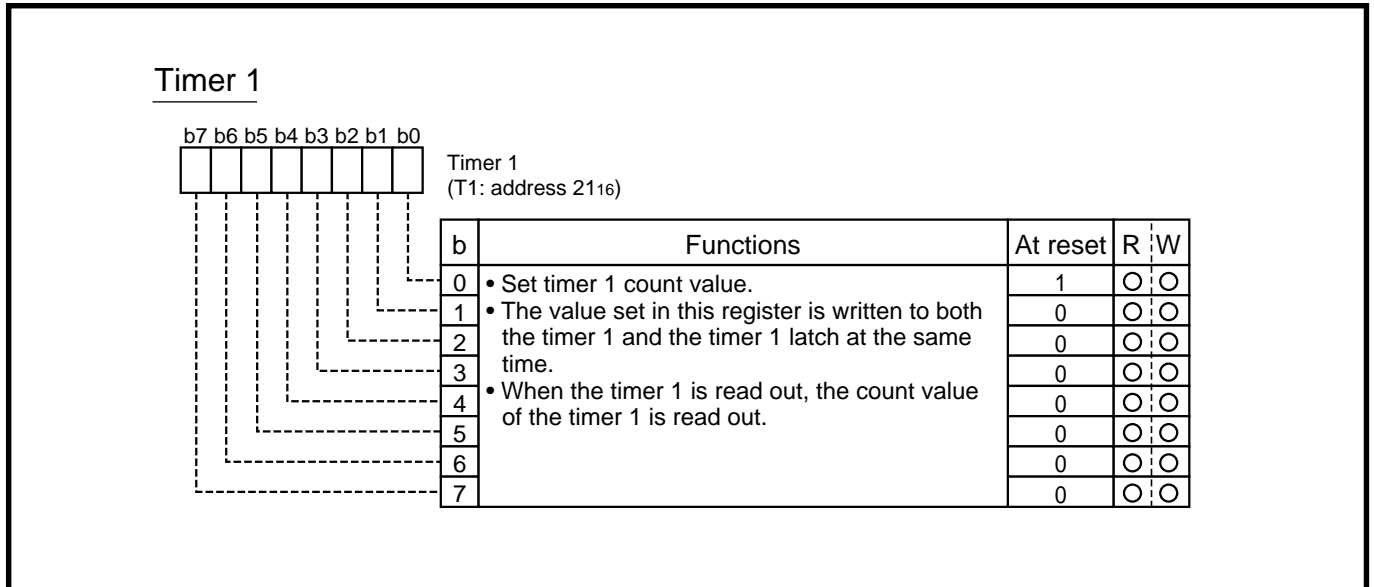 Timer 1
b7 b6 b5 b4 b3 b2 b1 b0
Timer 1
(T1: address 2116)
b Functions At reset R W
0 • Set timer 1 count value. 1 ○ ○
1 • The value set in this register is written to both 0 ○ ○
2 the timer 1 and the timer 1 latch at the same 0 ○ ○
3 time. 0 ○ ○
4 • When the timer 1 is read out, the count value 0 ○ ○
5 of the timer 1 is read out. 0 ○ ○
6 0 ○ ○
7 0 ○ ○